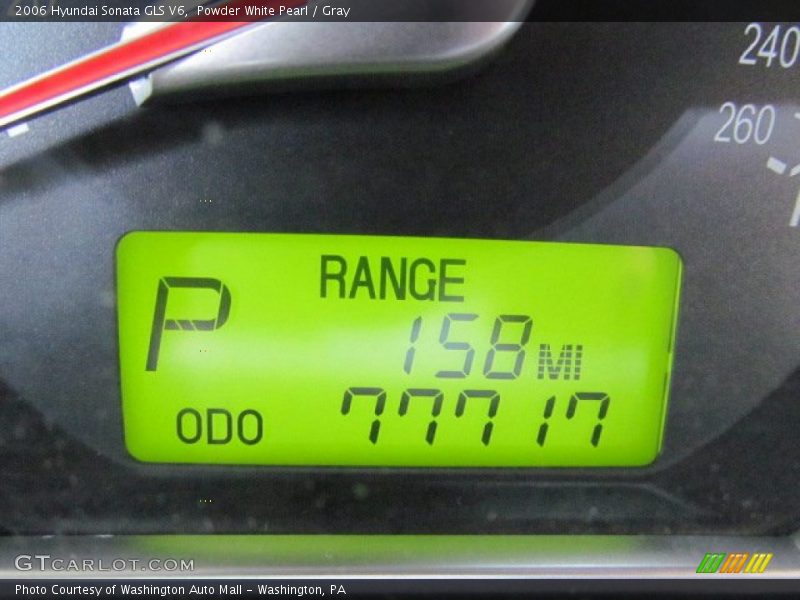 2006 Hyundai Sonata GLS V6,  Powder White Pearl / Gray
240
260
RANGE
P
158 MI
ODO 77717
GTCARLOT.COM
Photo Courtesy of Washington Auto Mall - Washington, PA